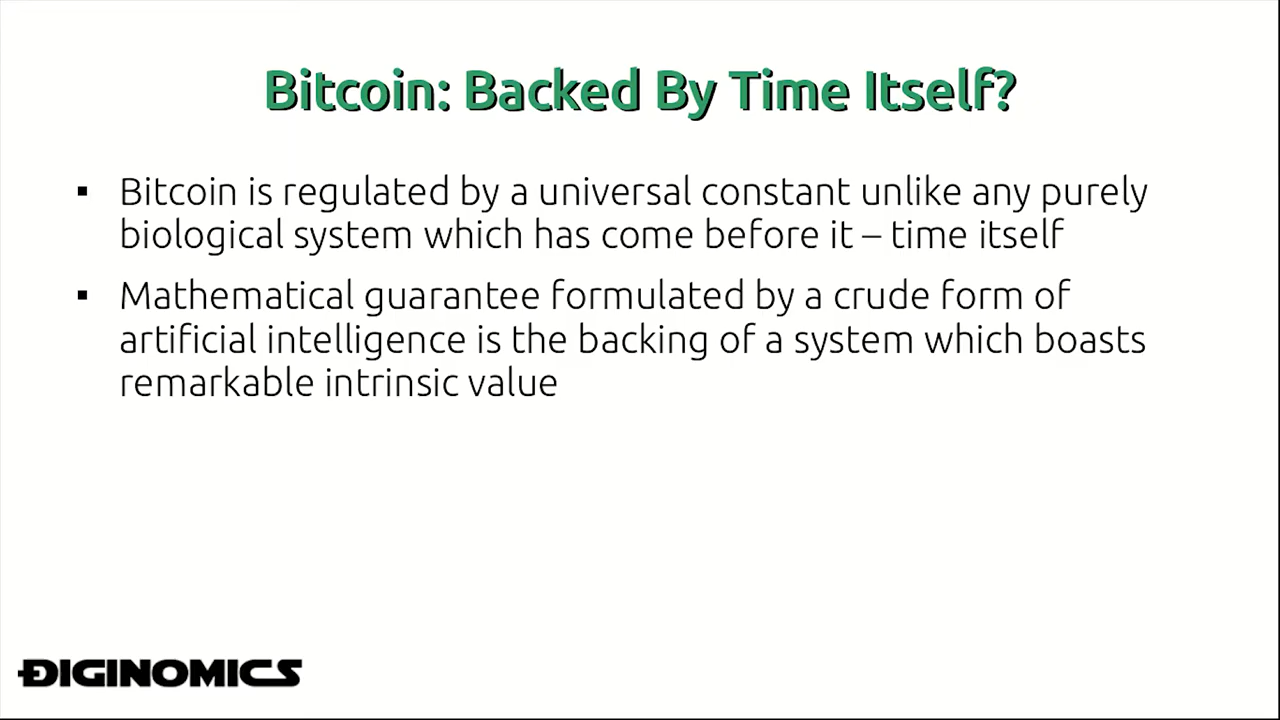 Bitcoin: Backed By Time Itself?
▪ Bitcoin is regulated by a universal constant unlike any purely
biological system which has come before it – time itself
▪ Mathematical guarantee formulated by a crude form of
artificial intelligence is the backing of a system which boasts
remarkable intrinsic value
ĐIGINOMICS